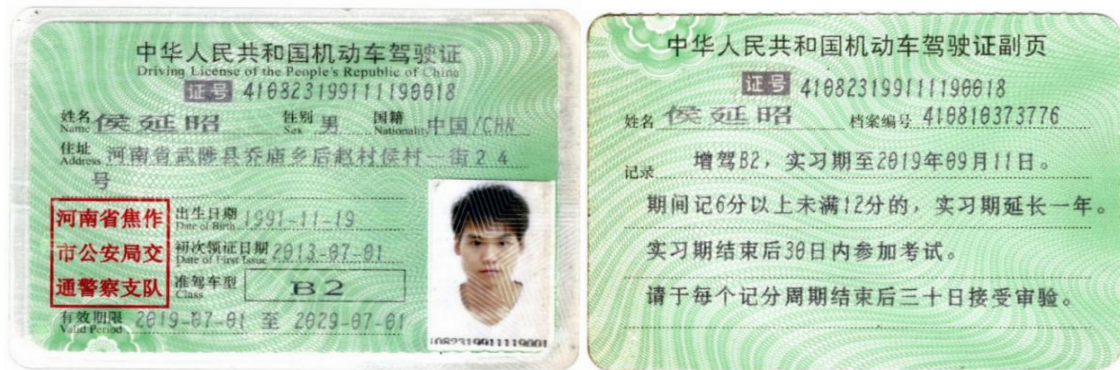 中华人民共和国机动车驾驶证
Driving License of the People's Republic of China
证号 410823199111190018
姓名 Name 侯延昭 性别 Sex 男 国籍 Nationality 中国/CHN
住址 Address 河南省武陟县乔庙乡后赵村侯村一街24
号
河南省焦作
市公安局交
通警察支队
出生日期 Date of Birth 1991-11-19
初次领证日期 Date of First Issue 2013-07-01
准驾车型 Class B2
有效期限 Valid Period 2019-07-01 至 2029-07-01
10823199111119001
中华人民共和国机动车驾驶证副页
证号 410823199111190018
姓名 侯延昭 档案编号 410810373776
记录 增驾B2，实习期至2019年09月11日。
期间记6分以上未满12分的，实习期延长一年。
实习期结束后30日内参加考试。
请于每个记分周期结束后三十日接受审验。